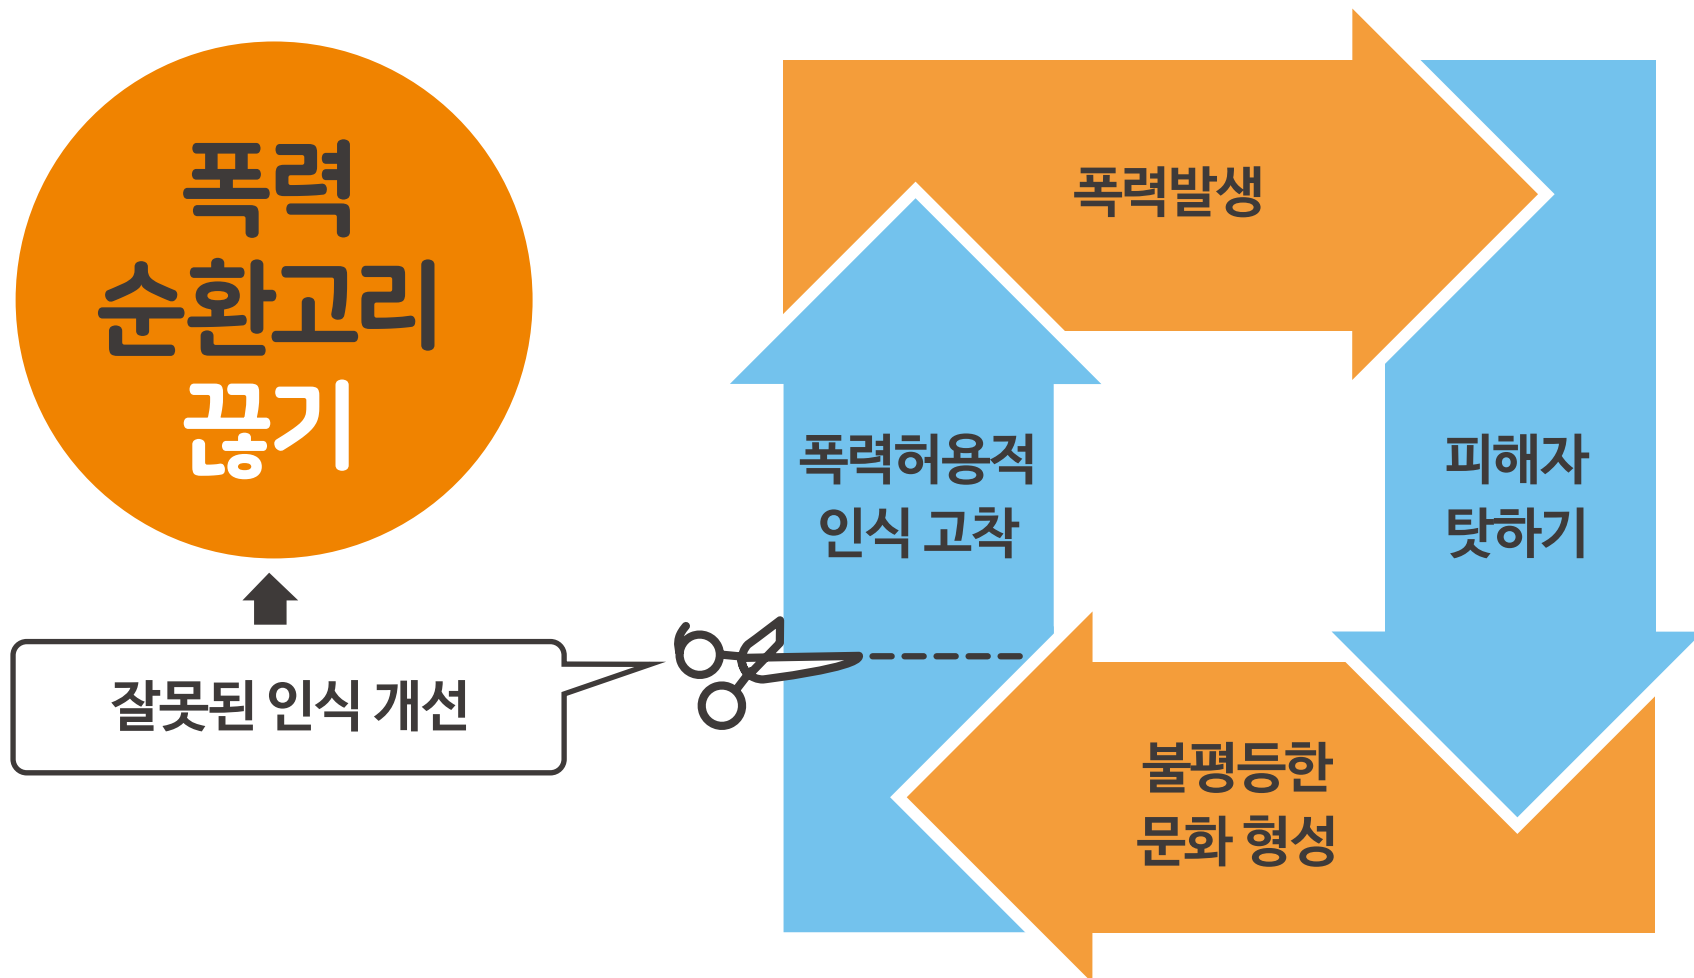 폭력
순환고리
끊기
잘못된 인식 개선
폭력발생
피해자
탓하기
불평등한
문화 형성
폭력허용적
인식 고착